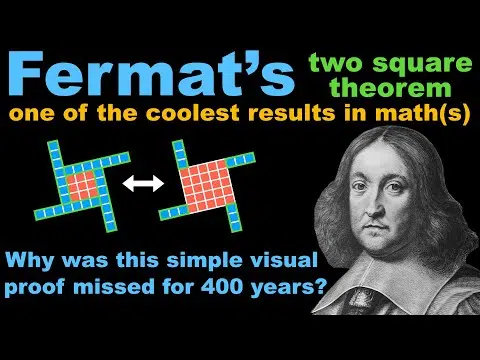 Fermat's two square
theorem
one of the coolest results in math(s)
Why was this simple visual
proof missed for 400 years?